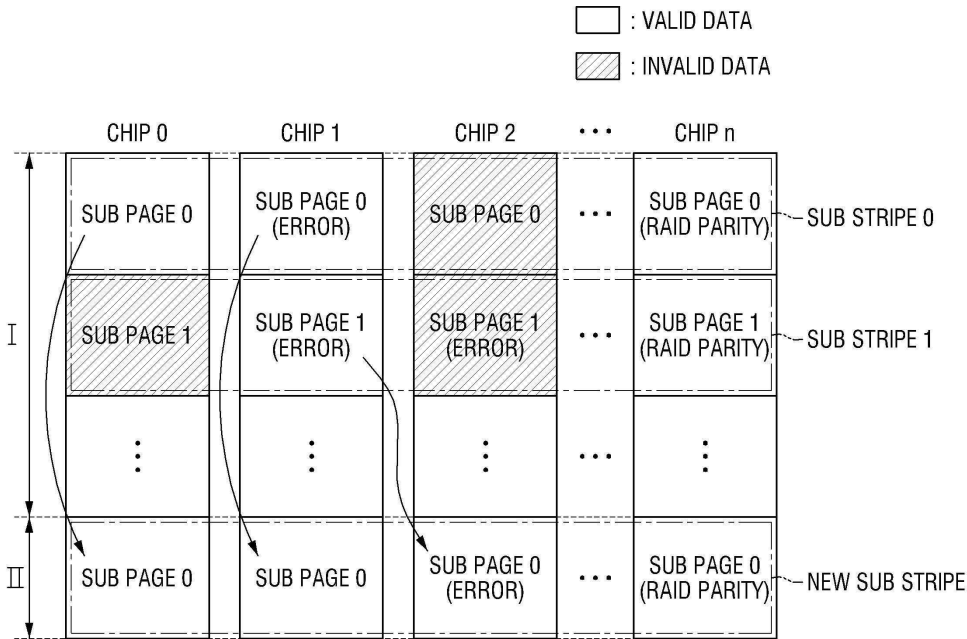 : VALID DATA
: INVALID DATA
CHIP 0 CHIP 1 CHIP 2 ··· CHIP n
SUB PAGE 0 SUB PAGE 0 SUB PAGE 0 ··· SUB PAGE 0 SUB STRIPE 0
(ERROR) (RAID PARITY)
I
SUB PAGE 1 SUB PAGE 1 SUB PAGE 1 ··· SUB PAGE 1 SUB STRIPE 1
(ERROR) (ERROR) (RAID PARITY)
⋮ ⋮ ⋮ ··· ⋮
II
SUB PAGE 0 SUB PAGE 0 SUB PAGE 0 ··· SUB PAGE 0 NEW SUB STRIPE
(ERROR) (RAID PARITY)